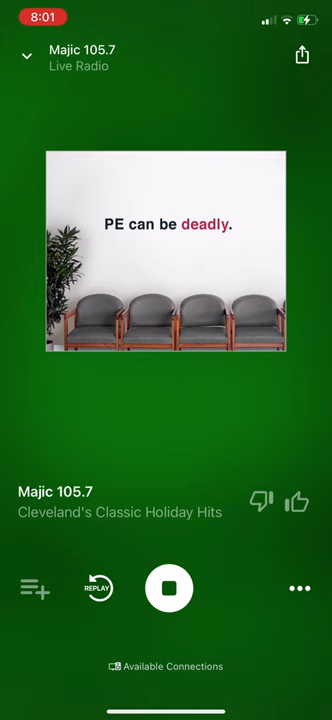 8:01
Majic 105.7
Live Radio
PE can be deadly.
Majic 105.7
Cleveland's Classic Holiday Hits
REPLAY
Available Connections